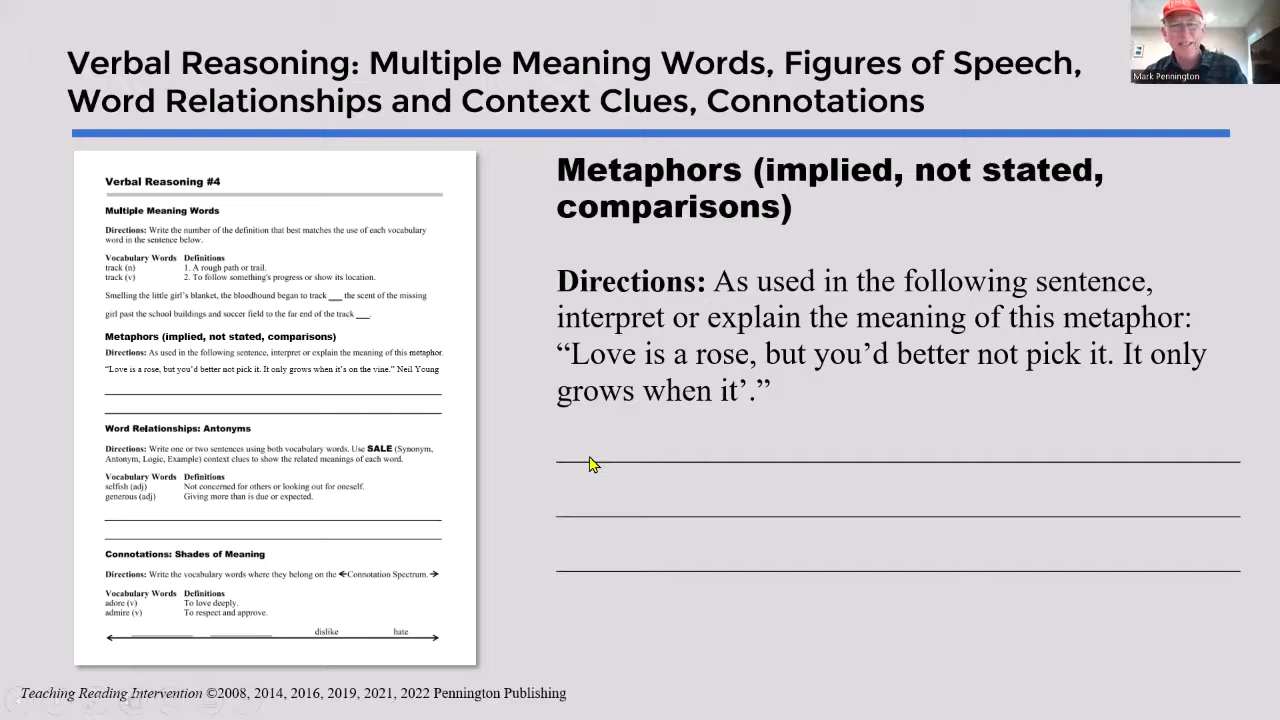 Verbal Reasoning: Multiple Meaning Words, Figures of Speech,
Word Relationships and Context Clues, Connotations
Mark Pennington
Verbal Reasoning #4
Multiple Meaning Words
Directions: Write the number of the definition that best matches the use of each vocabulary
word in the sentence below.
Vocabulary Words Definitions
track (n) 1. A rough path or trail.
track (v) 2. To follow something's progress or show its location.
Smelling the little girl's blanket, the bloodhound began to track ___ the scent of the missing
girl past the school buildings and soccer field to the far end of the track ___.
Metaphors (implied, not stated, comparisons)
Directions: As used in the following sentence, interpret or explain the meaning of this metaphor.
“Love is a rose, but you’d better not pick it. It only grows when it’s on the vine.” Neil Young
Word Relationships: Antonyms
Directions: Write one or two sentences using both vocabulary words. Use SALE (Synonym,
Antonym, Logic, Example) context clues to show the related meanings of each word.
Vocabulary Words Definitions
selfish (adj) Not concerned for others or looking out for oneself.
generous (adj) Giving more than is due or expected.
Connotations: Shades of Meaning
Directions: Write the vocabulary words where they belong on the ←Connotation Spectrum.→
Vocabulary Words Definitions
adore (v) To love deeply.
admire (v) To respect and approve.
dislike hate
Metaphors (implied, not stated,
comparisons)
Directions: As used in the following sentence,
interpret or explain the meaning of this metaphor:
“Love is a rose, but you’d better not pick it. It only
grows when it’.”
Teaching Reading Intervention ©2008, 2014, 2016, 2019, 2021, 2022 Pennington Publishing